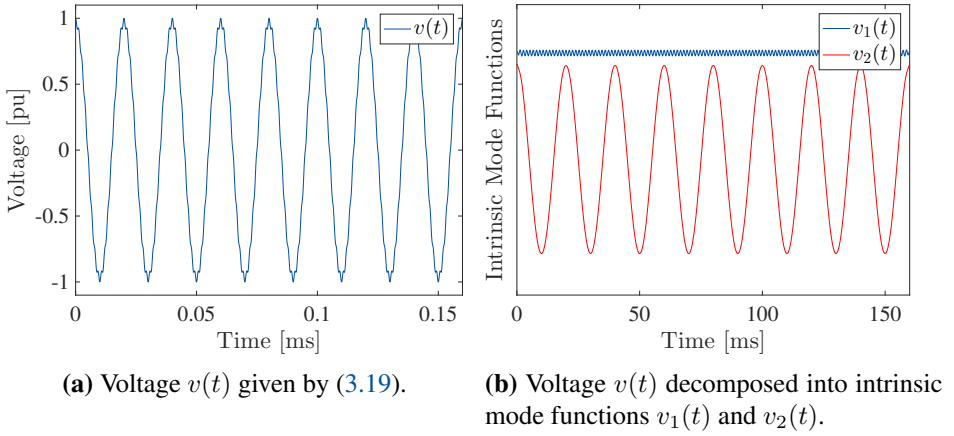 v(t)
1
0.5
0
-0.5
-1
Voltage [pu]
0
0.05
0.1
0.15
Time [ms]
v₁(t)
v₂(t)
Intrinsic Mode Functions
0
50
100
150
Time [ms]
(a) Voltage v(t) given by (3.19).
(b) Voltage v(t) decomposed into intrinsic
mode functions v₁(t) and v₂(t).